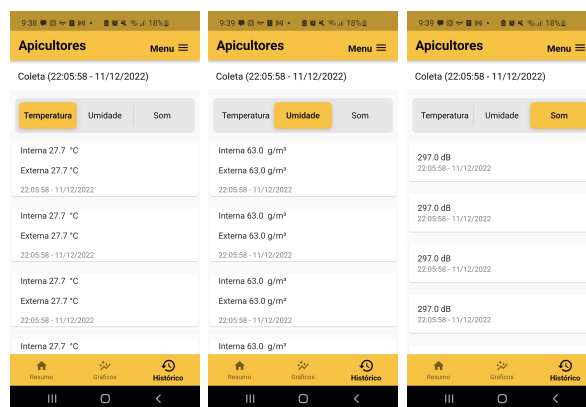 9:38 18%
Apicultores Menu
Coleta (22:05:58 - 11/12/2022)
Temperatura Umidade Som
Interna 27.7 °C
Externa 27.7 °C
22:05:58 - 11/12/2022
Interna 27.7 °C
Externa 27.7 °C
22:05:58 - 11/12/2022
Interna 27.7 °C
Externa 27.7 °C
22:05:58 - 11/12/2022
Interna 27.7 °C
Resumo Gráficos Histórico
9:39 18%
Apicultores Menu
Coleta (22:05:58 - 11/12/2022)
Temperatura Umidade Som
Interna 63.0 g/m³
Externa 63.0 g/m³
22:05:58 - 11/12/2022
Interna 63.0 g/m³
Externa 63.0 g/m³
22:05:58 - 11/12/2022
Interna 63.0 g/m³
Externa 63.0 g/m³
22:05:58 - 11/12/2022
Interna 63.0 g/m³
Resumo Gráficos Histórico
9:39 18%
Apicultores Menu
Coleta (22:05:58 - 11/12/2022)
Temperatura Umidade Som
297.0 dB
22:05:58 - 11/12/2022
297.0 dB
22:05:58 - 11/12/2022
297.0 dB
22:05:58 - 11/12/2022
297.0 dB
22:05:58 - 11/12/2022
Resumo Gráficos Histórico